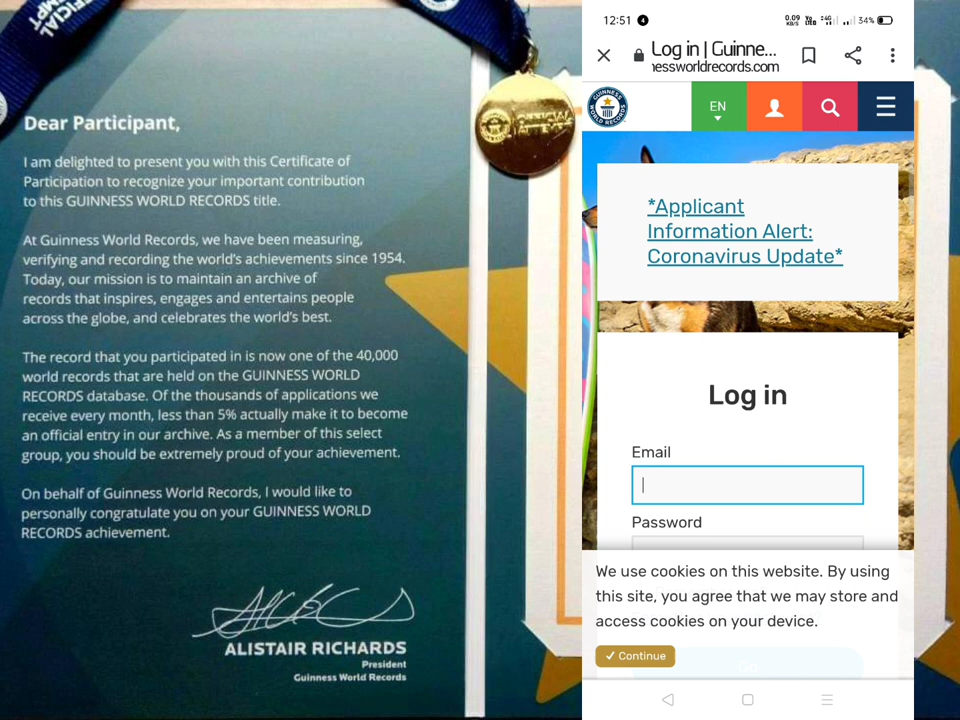 OFFICIAL
Dear Participant,
I am delighted to present you with this Certificate of
Participation to recognize your important contribution
to this GUINNESS WORLD RECORDS title.
At Guinness World Records, we have been measuring,
verifying and recording the world's achievements since 1954.
Today, our mission is to maintain an archive of
records that inspires, engages and entertains people
across the globe, and celebrates the world's best.
The record that you participated in is now one of the 40,000
world records that are held on the GUINNESS WORLD
RECORDS database. Of the thousands of applications we
receive every month, less than 5% actually make it to become
an official entry in our archive. As a member of this select
group, you should be extremely proud of your achievement.
On behalf of Guinness World Records, I would like to
personally congratulate you on your GUINNESS WORLD
RECORDS achievement.
ALISTAIR RICHARDS
President
Guinness World Records
12:51
0.09
KB/S
34%
Log in | Guinne...
nessworldrecords.com
GUINNESS
WORLD RECORDS
EN
*Applicant
Information Alert:
Coronavirus Update*
Log in
Email
Password
We use cookies on this website. By using
this site, you agree that we may store and
access cookies on your device.
✓ Continue
Go